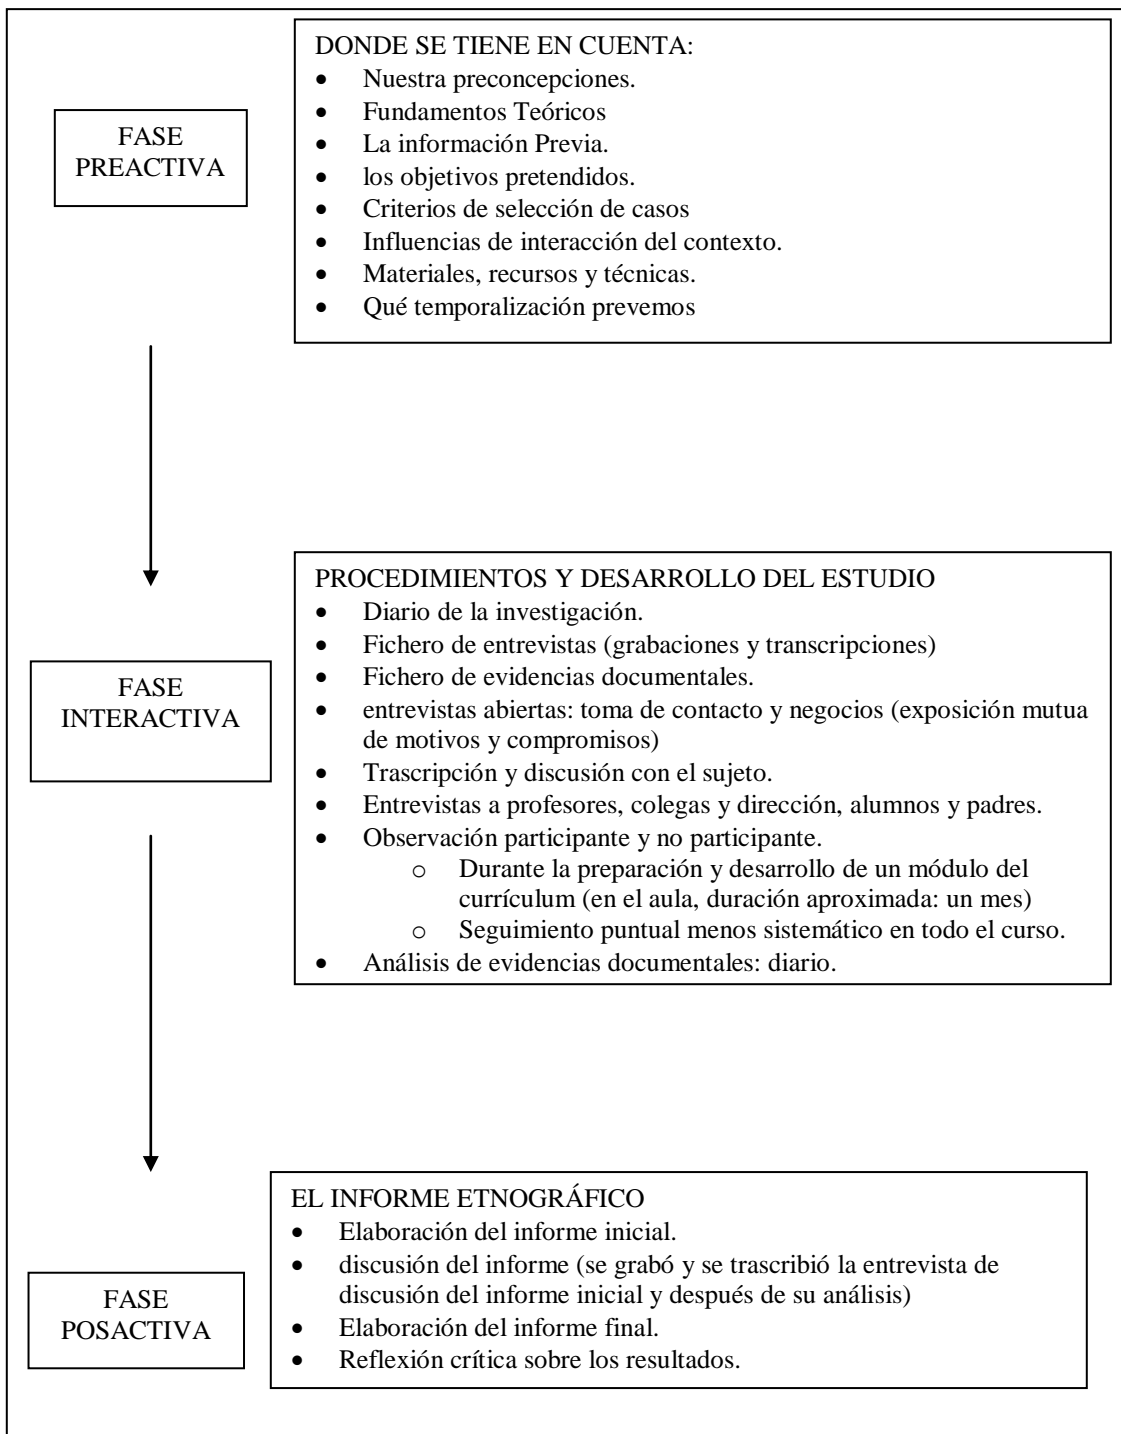 FASE
PREACTIVA
DONDE SE TIENE EN CUENTA:
• Nuestra preconcepciones.
• Fundamentos Teóricos
• La información Previa.
• los objetivos pretendidos.
• Criterios de selección de casos
• Influencias de interacción del contexto.
• Materiales, recursos y técnicas.
• Qué temporalización prevemos
FASE
INTERACTIVA
PROCEDIMIENTOS Y DESARROLLO DEL ESTUDIO
• Diario de la investigación.
• Fichero de entrevistas (grabaciones y transcripciones)
• Fichero de evidencias documentales.
• entrevistas abiertas: toma de contacto y negocios (exposición mutua
de motivos y compromisos)
• Trascripción y discusión con el sujeto.
• Entrevistas a profesores, colegas y dirección, alumnos y padres.
• Observación participante y no participante.
o Durante la preparación y desarrollo de un módulo del
currículum (en el aula, duración aproximada: un mes)
o Seguimiento puntual menos sistemático en todo el curso.
• Análisis de evidencias documentales: diario.
FASE
POSACTIVA
EL INFORME ETNOGRÁFICO
• Elaboración del informe inicial.
• discusión del informe (se grabó y se trascribió la entrevista de
discusión del informe inicial y después de su análisis)
• Elaboración del informe final.
• Reflexión crítica sobre los resultados.